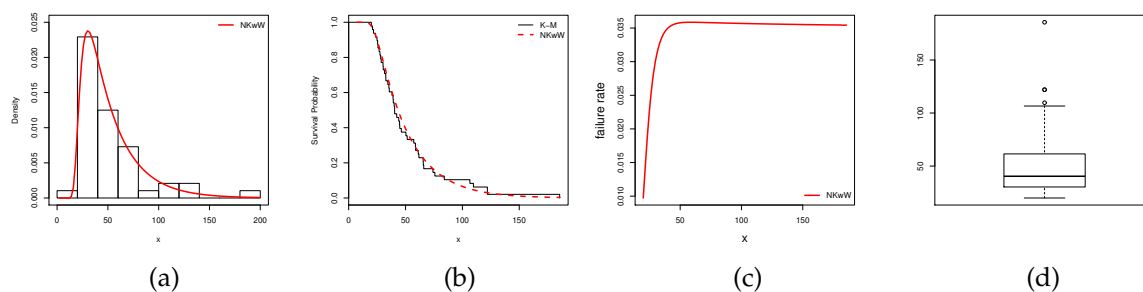 0.025
0.020
0.015
0.010
0.005
0.000
Density
NKwW
0 50 100 150 200
x
(a)
1.0
0.8
0.6
0.4
0.2
0.0
Survival Probability
K−M
NKwW
0 50 100 150
x
(b)
0.035
0.030
0.025
0.020
0.015
0.010
failure rate
NKwW
50 100 150
x
(c)
150
100
50
(d)